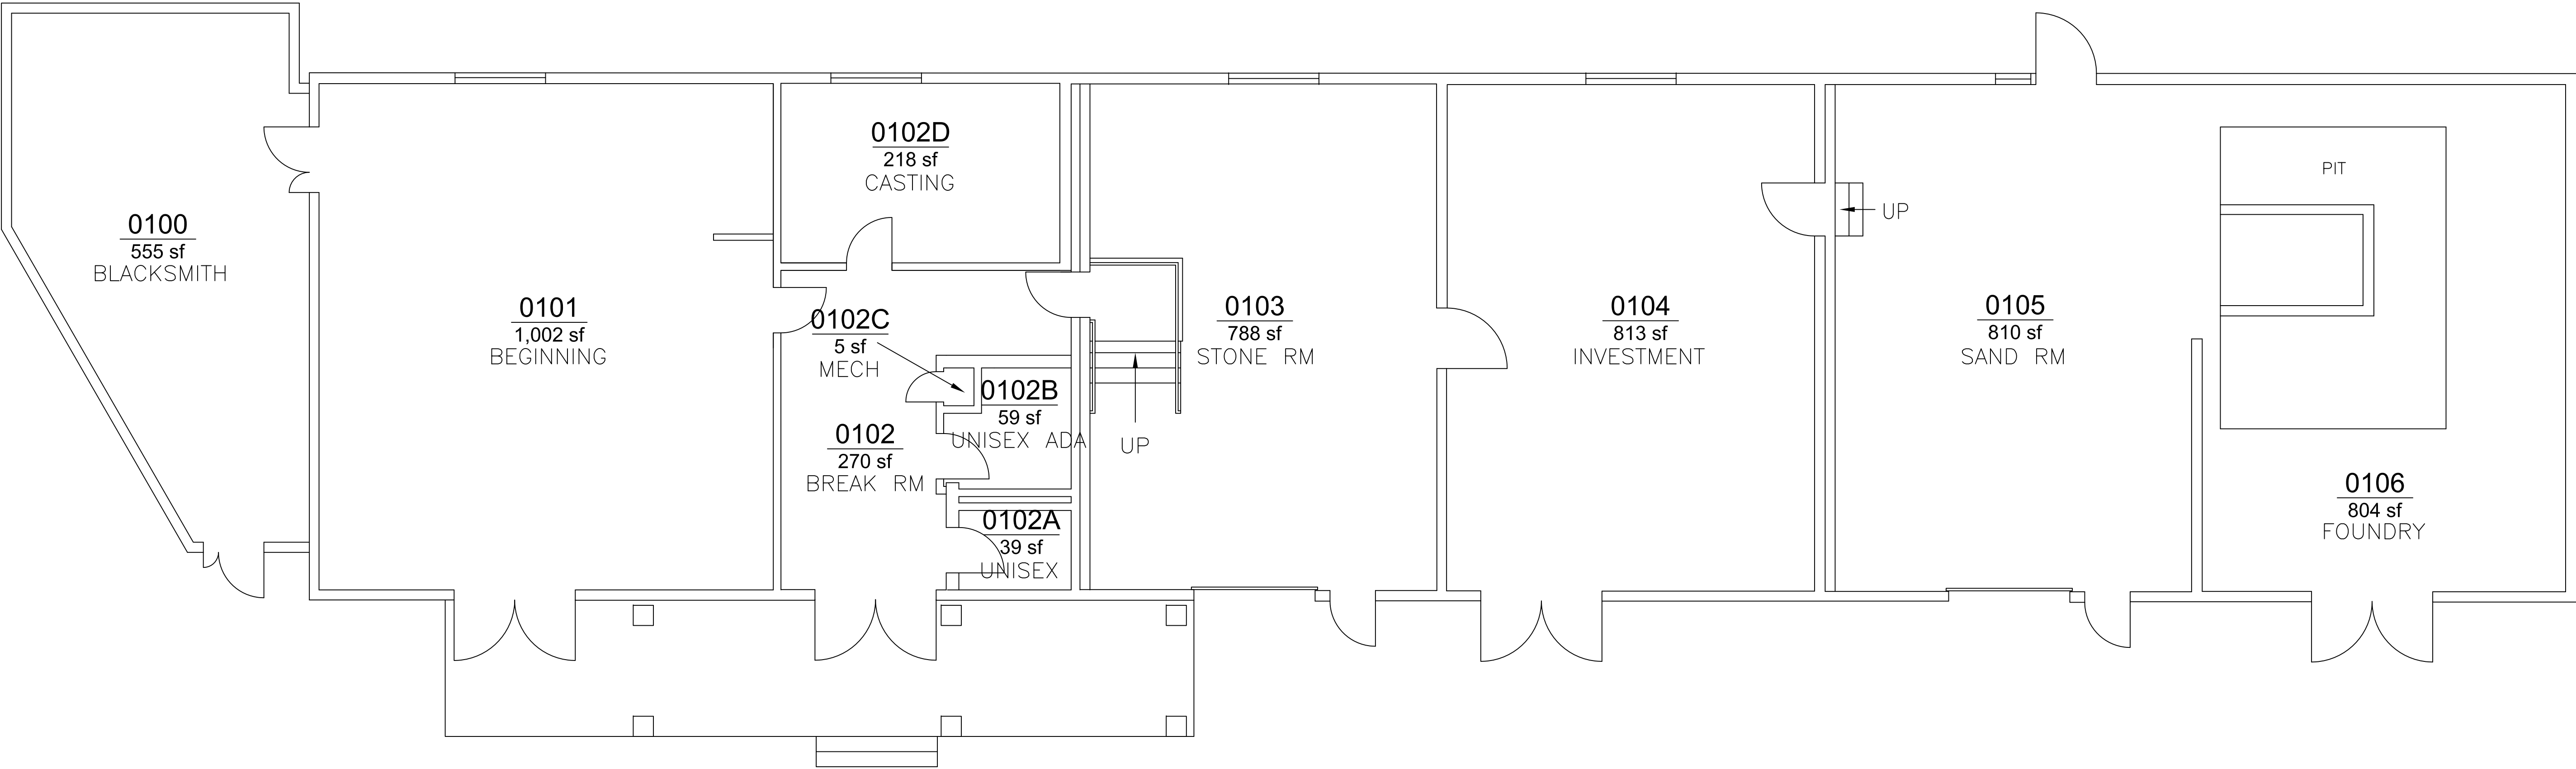 0100
555 sf
BLACKSMITH
0101
1,002 sf
BEGINNING
0102D
218 sf
CASTING
0102C
5 sf
MECH
0102B
59 sf
UNISEX ADA
0102
270 sf
BREAK RM
0102A
39 sf
UNISEX
0103
788 sf
STONE RM
UP
0104
813 sf
INVESTMENT
UP
0105
810 sf
SAND RM
PIT
0106
804 sf
FOUNDRY